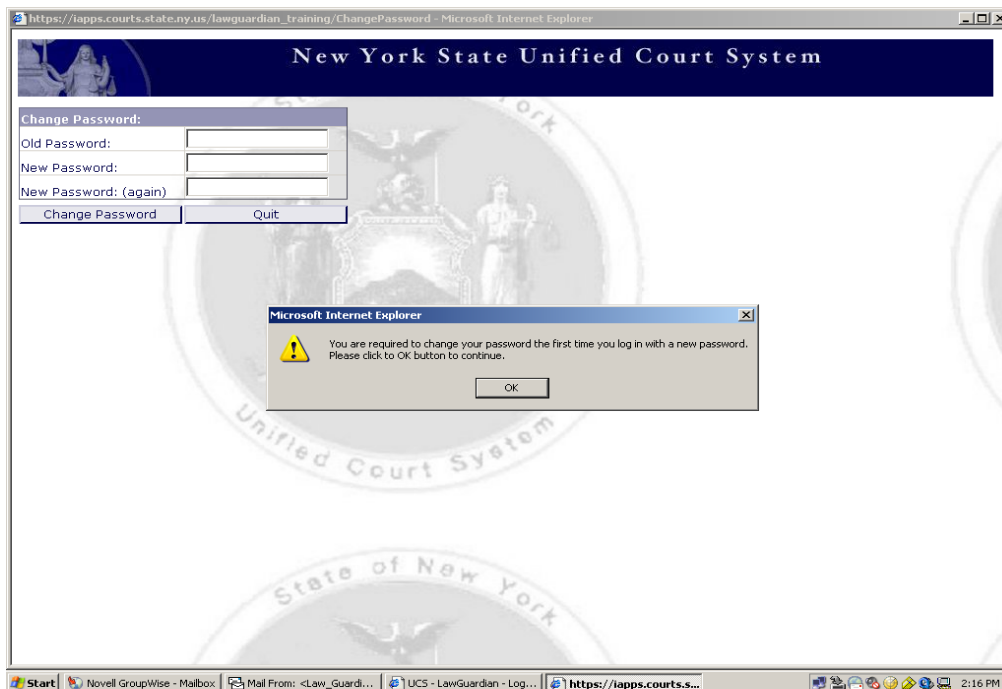 https://iapps.courts.state.ny.us/lawguardian_training/ChangePassword - Microsoft Internet Explorer
New York State Unified Court System
Change Password:
Old Password:
New Password:
New Password: (again)
Change Password Quit
Microsoft Internet Explorer
You are required to change your password the first time you log in with a new password.
Please click to OK button to continue.
OK
Unified Court System
State of New York
Start Novell GroupWise - Mailbox Mail From: <Law_Guardi... UCS - LawGuardian - Log... https://iapps.courts.s... 2:16 PM